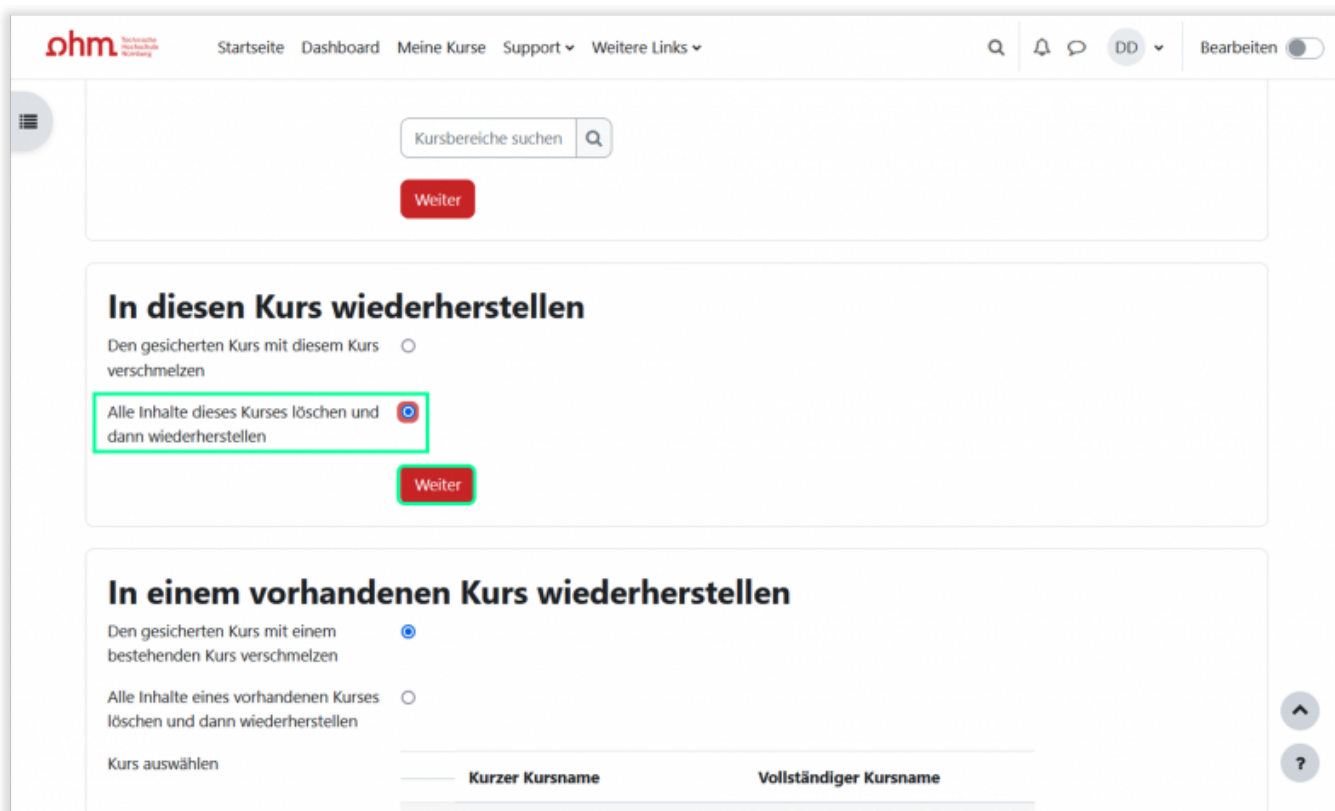 ohm Technische Hochschule Nürnberg
Startseite Dashboard Meine Kurse Support Weitere Links DD Bearbeiten
Kursbereiche suchen
Weiter
In diesen Kurs wiederherstellen
Den gesicherten Kurs mit diesem Kurs
verschmelzen
Alle Inhalte dieses Kurses löschen und
dann wiederherstellen
Weiter
In einem vorhandenen Kurs wiederherstellen
Den gesicherten Kurs mit einem
bestehenden Kurs verschmelzen
Alle Inhalte eines vorhandenen Kurses
löschen und dann wiederherstellen
Kurs auswählen
Kurzer Kursname Vollständiger Kursname
?